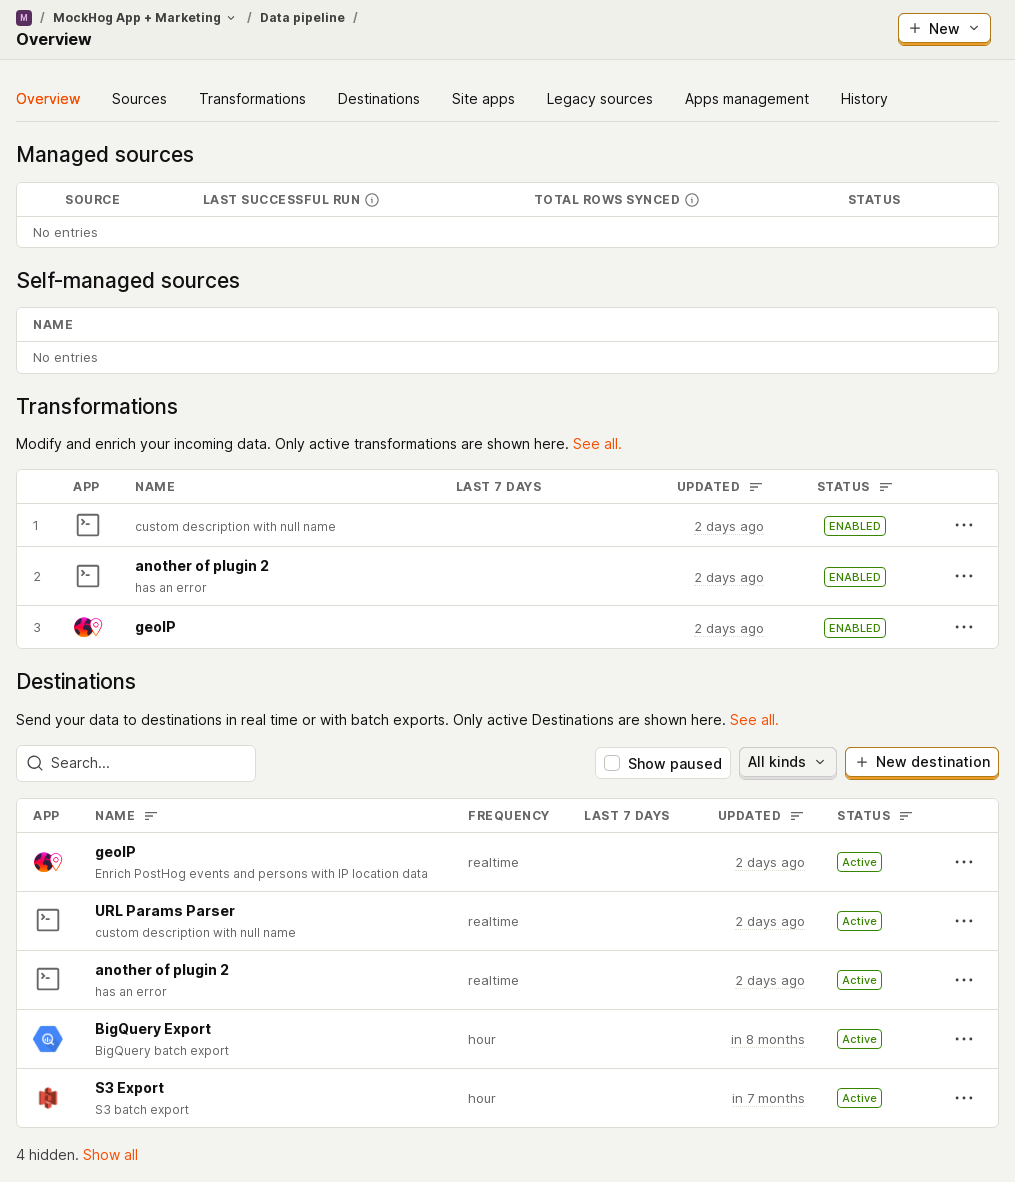 M / MockHog App + Marketing / Data pipeline /
Overview
New
Overview Sources Transformations Destinations Site apps Legacy sources Apps management History
Managed sources
SOURCE LAST SUCCESSFUL RUN TOTAL ROWS SYNCED STATUS
No entries
Self-managed sources
NAME
No entries
Transformations
Modify and enrich your incoming data. Only active transformations are shown here. See all.
APP NAME LAST 7 DAYS UPDATED STATUS
1 custom description with null name 2 days ago ENABLED
another of plugin 2
2 2 days ago ENABLED
has an error
3 geoIP 2 days ago ENABLED
Destinations
Send your data to destinations in real time or with batch exports. Only active Destinations are shown here. See all.
Search... Show paused All kinds New destination
APP NAME FREQUENCY LAST 7 DAYS UPDATED STATUS
geoIP
realtime 2 days ago Active
Enrich PostHog events and persons with IP location data
URL Params Parser
realtime 2 days ago Active
custom description with null name
another of plugin 2
realtime 2 days ago Active
has an error
BigQuery Export
hour in 8 months Active
BigQuery batch export
S3 Export
hour in 7 months Active
S3 batch export
4 hidden. Show all